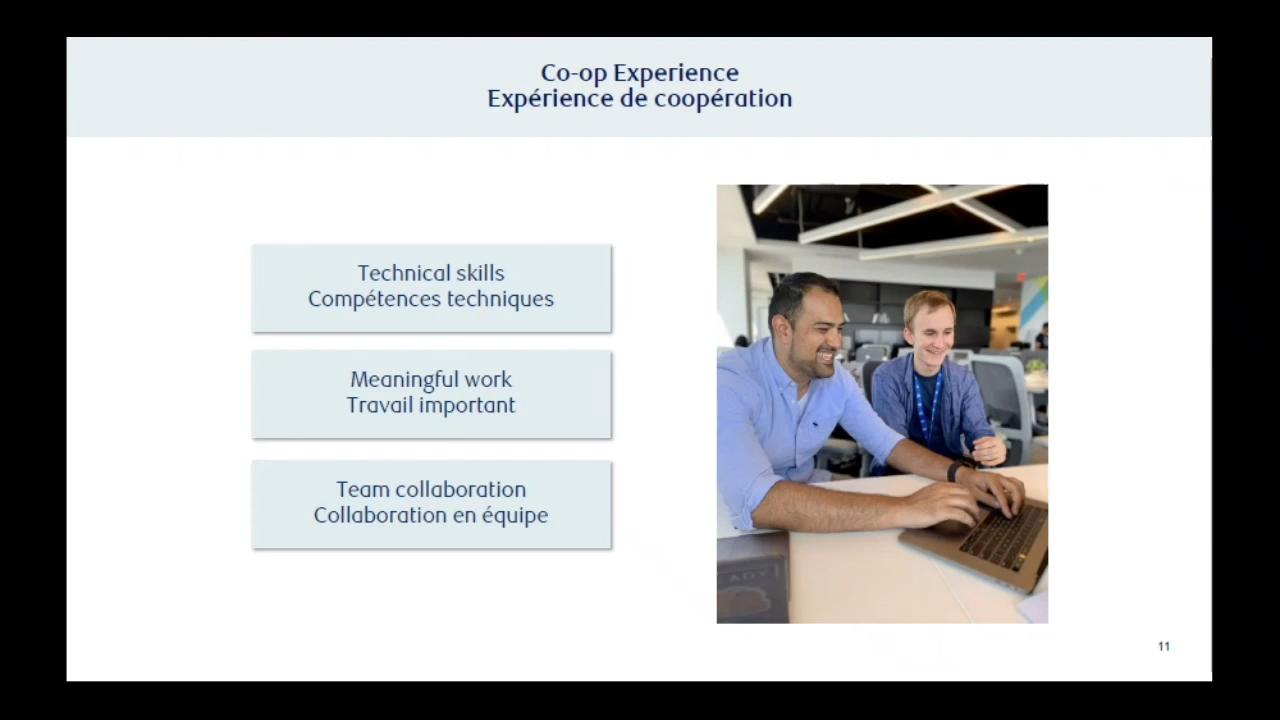 Co-op Experience
Expérience de coopération
Technical skills
Compétences techniques
Meaningful work
Travail important
Team collaboration
Collaboration en équipe
11